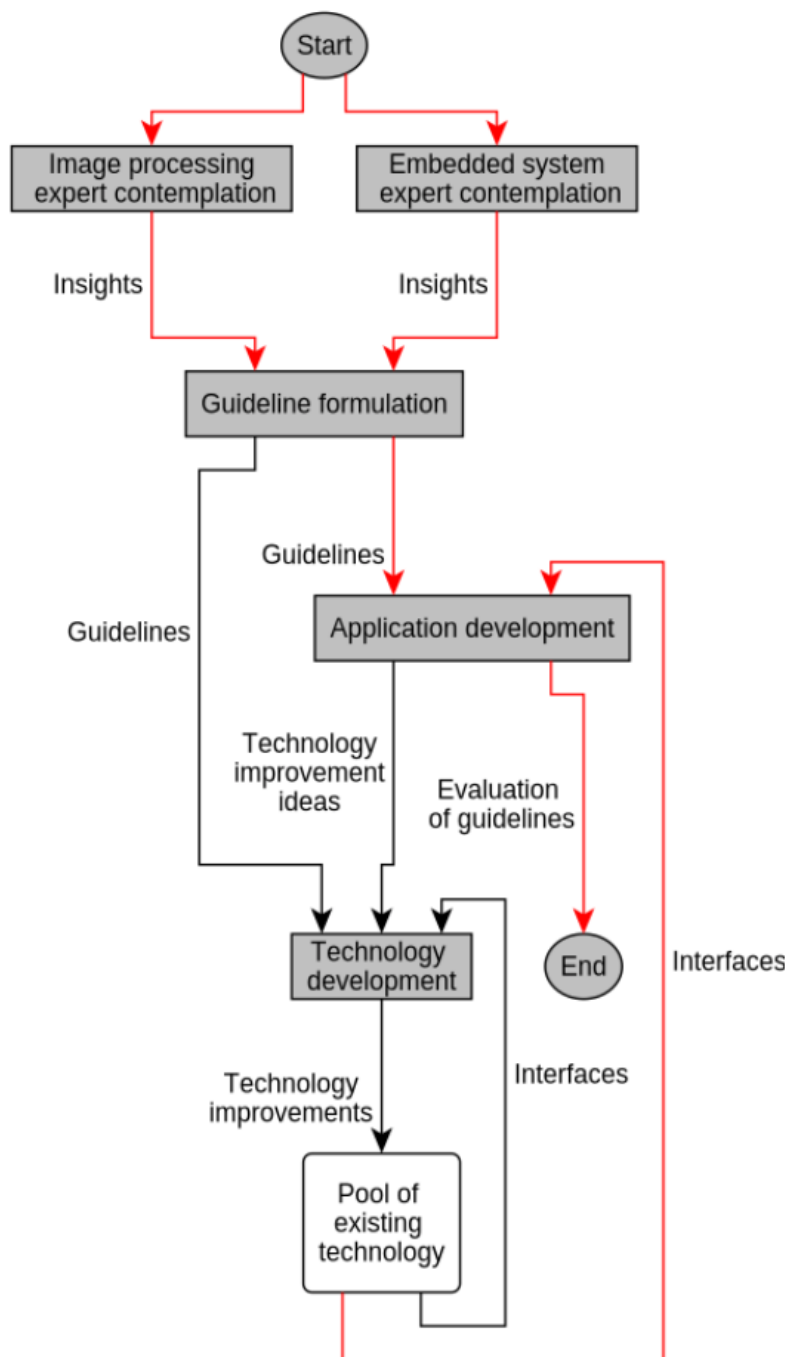 Start
Image processing
expert contemplation
Embedded system
expert contemplation
Insights
Insights
Guideline formulation
Guidelines
Guidelines
Application development
Technology
improvement
ideas
Evaluation
of guidelines
Technology
development
End
Interfaces
Interfaces
Technology
improvements
Pool of
existing
technology